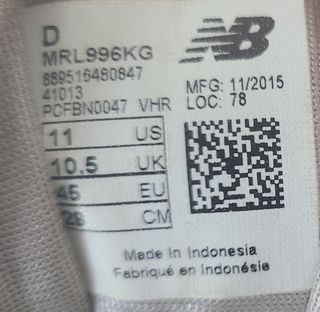 D
MRL996KG
889516480847
41013
PCFBN0047 VHR
NB
MFG: 11/2015
LOC: 78
11 US
10.5 UK
45 EU
29 CM
Made in Indonesia
Fabriqué en Indonésie